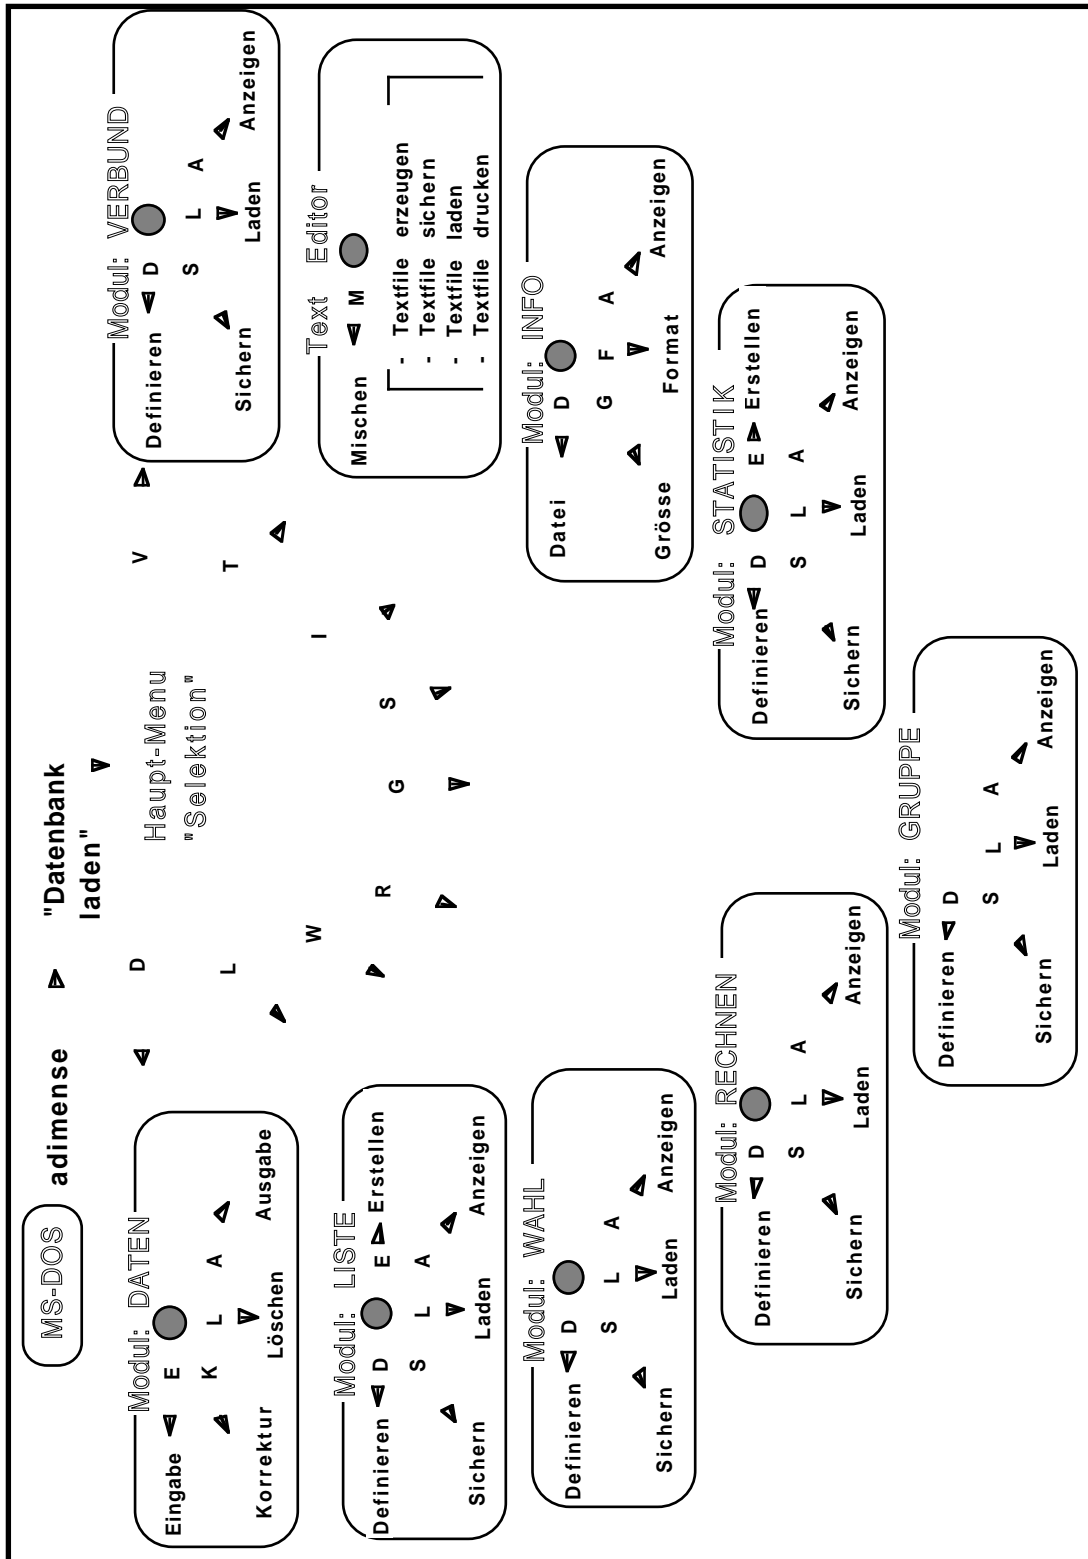 MS-DOS
adimense
"Datenbank
laden"
Haupt-Menu
"Selektion"
D
L
W
R
G
S
I
T
V
Modul: DATEN
Eingabe
E
K
L
A
Korrektur
Löschen
Ausgabe
Modul: LISTE
Definieren
D
E
Erstellen
S
L
A
Sichern
Laden
Anzeigen
Modul: WAHL
Definieren
D
S
L
A
Sichern
Laden
Anzeigen
Modul: RECHNEN
Definieren
D
S
L
A
Sichern
Laden
Anzeigen
Modul: GRUPPE
Definieren
D
S
L
A
Sichern
Laden
Anzeigen
Modul: STATISTIK
Definieren
D
E
Erstellen
S
L
A
Sichern
Laden
Anzeigen
Modul: INFO
Datei
D
G
F
A
Grösse
Format
Anzeigen
Text Editor
Mischen
M
- Textfile erzeugen
- Textfile sichern
- Textfile laden
- Textfile drucken
Modul: VERBUND
Definieren
D
S
L
A
Sichern
Laden
Anzeigen